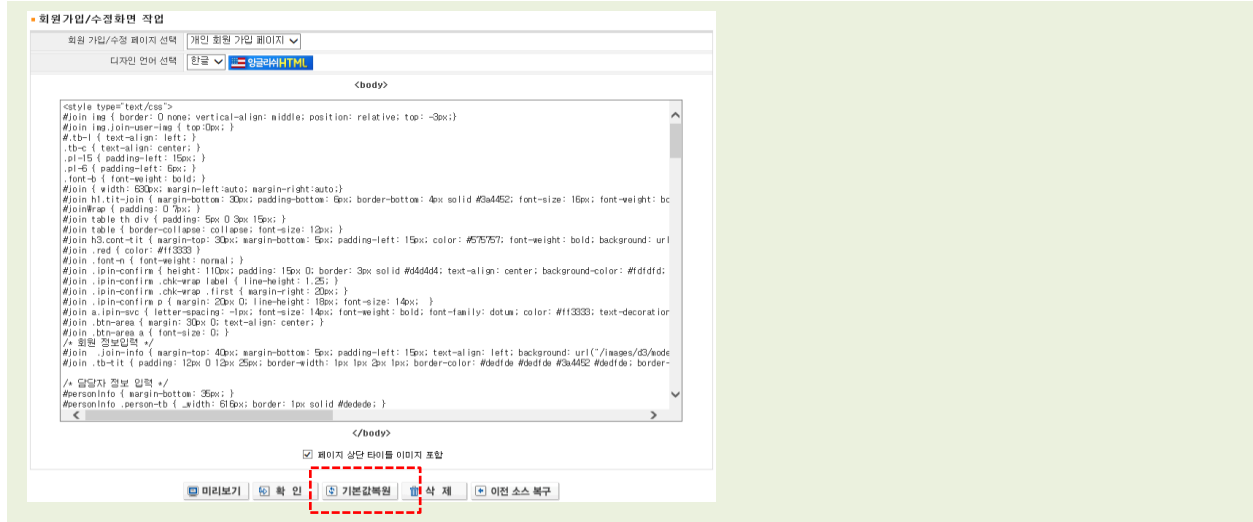 회원가입/수정화면 작업
회원 가입/수정 페이지 선택 개인 회원 가입 페이지
디자인 언어 선택 한글 잉글리쉬HTML
<body>
<style type="text/css">
#join img { border: 0 none; vertical-align: middle; position: relative; top: -3px;}
#join img.join-user-img { top:0px; }
#.tb-l { text-align: left; }
.tb-c { text-align: center; }
.pl-15 { padding-left: 15px; }
.pl-6 { padding-left: 6px; }
.font-b { font-weight: bold; }
#join { width: 630px; margin-left:auto; margin-right:auto;}
#join h1.tit-join { margin-bottom: 30px; padding-bottom: 6px; border-bottom: 4px solid #3a4452; font-size: 16px; font-weight: bo
#joinWrap { padding: 0 7px; }
#join table th div { padding: 5px 0 3px 15px; }
#join table { border-collapse: collapse; font-size: 12px; }
#join h3.cont-tit { margin-top: 30px; margin-bottom: 5px; padding-left: 15px; color: #575757; font-weight: bold; background: url
#join .red { color: #ff3333 }
#join .font-n { font-weight: normal; }
#join .ipin-confirm { height: 110px; padding: 15px 0; border: 3px solid #d4d4d4; text-align: center; background-color: #fdfdfd;
#join .ipin-confirm .chk-wrap label { line-height: 1.25; }
#join .ipin-confirm .chk-wrap .first { margin-right: 20px; }
#join .ipin-confirm p { margin: 20px 0; line-height: 18px; font-size: 14px;  }
#join a.ipin-svc { letter-spacing: -1px; font-size: 14px; font-weight: bold; font-family: dotum; color: #ff3333; text-decoration
#join .btn-area { margin: 30px 0; text-align: center; }
#join .btn-area a { font-size: 0; }
/* 회원 정보입력 */
#join  .join-info { margin-top: 40px; margin-bottom: 5px; padding-left: 15px; text-align: left; background: url("/images/d3/mode
#join .tb-tit { padding: 12px 0 12px 25px; border-width: 1px 1px 2px 1px; border-color: #dedfde #dedfde #3a4452 #dedfde; border-
/* 담당자 정보 입력 */
#personInfo { margin-bottom: 35px; }
#personInfo .person-tb { _width: 616px; border: 1px solid #dedede; }
</body>
페이지 상단 타이틀 이미지 포함
미리보기 확 인 기본값복원 삭 제 이전 소스 복구